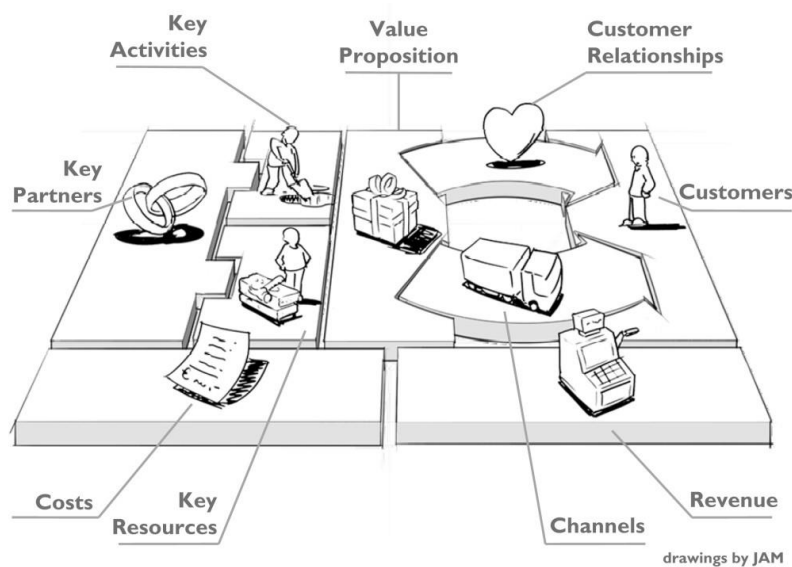 Key
Activities
Value
Proposition
Customer
Relationships
Key
Partners
Customers
Costs
Key
Resources
Channels
Revenue
drawings by JAM